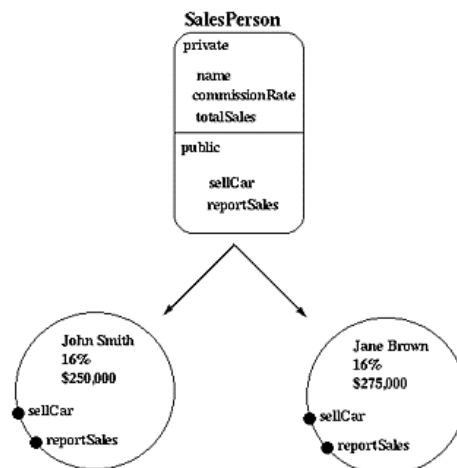 SalesPerson
private
name
commissionRate
totalSales
public
sellCar
reportSales
John Smith
16%
$250,000
sellCar
reportSales
Jane Brown
16%
$275,000
sellCar
reportSales